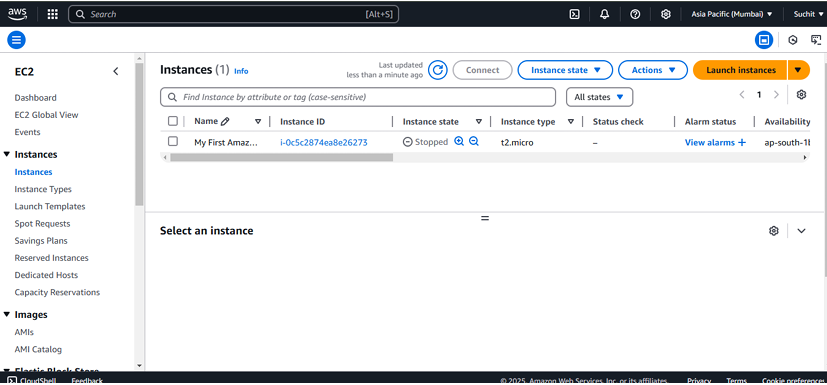 aws Search [Alt+S] Asia Pacific (Mumbai) Suchit
EC2
Dashboard
EC2 Global View
Events
Instances
Instances
Instance Types
Launch Templates
Spot Requests
Savings Plans
Reserved Instances
Dedicated Hosts
Capacity Reservations
Images
AMIs
AMI Catalog
Elastic Block Store
Instances (1) Info
Last updated
less than a minute ago
Connect Instance state Actions Launch instances
Find Instance by attribute or tag (case-sensitive) All states 1
Name Instance ID Instance state Instance type Status check Alarm status Availability
My First Amaz... i-0c5c2874ea8e26273 Stopped t2.micro – View alarms + ap-south-1b
Select an instance
CloudShell Feedback © 2025, Amazon Web Services, Inc. or its affiliates. Privacy Terms Cookie preferences